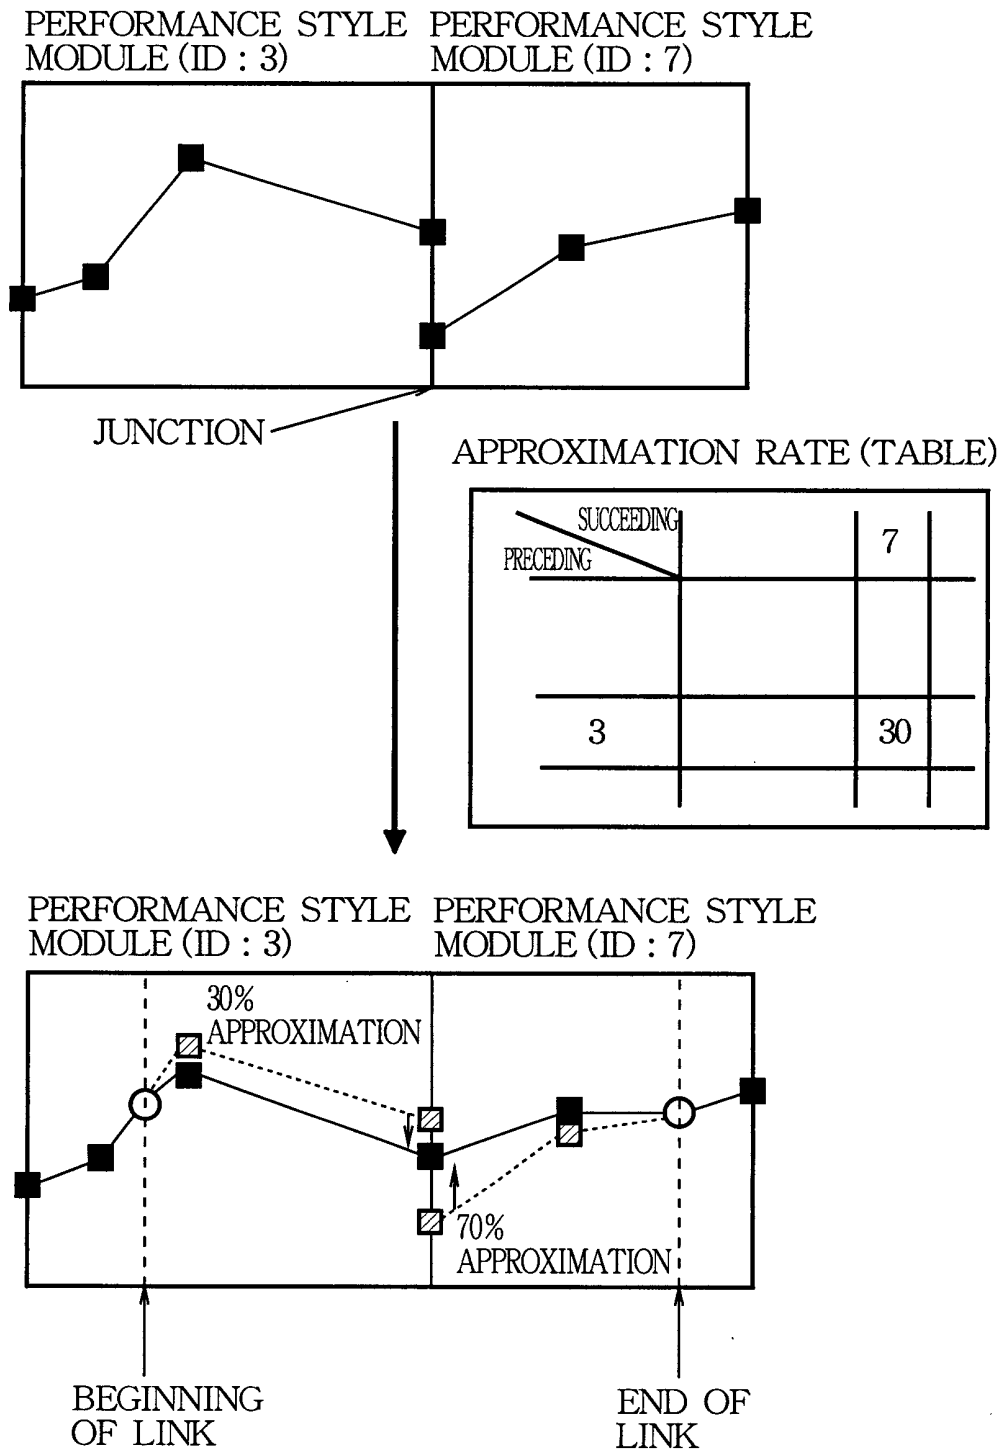 PERFORMANCE STYLE
MODULE (ID : 3)
PERFORMANCE STYLE
MODULE (ID : 7)
JUNCTION
APPROXIMATION RATE (TABLE)
SUCCEEDING
PRECEDING
7
3
30
PERFORMANCE STYLE
MODULE (ID : 3)
PERFORMANCE STYLE
MODULE (ID : 7)
30%
APPROXIMATION
70%
APPROXIMATION
BEGINNING
OF LINK
END OF
LINK